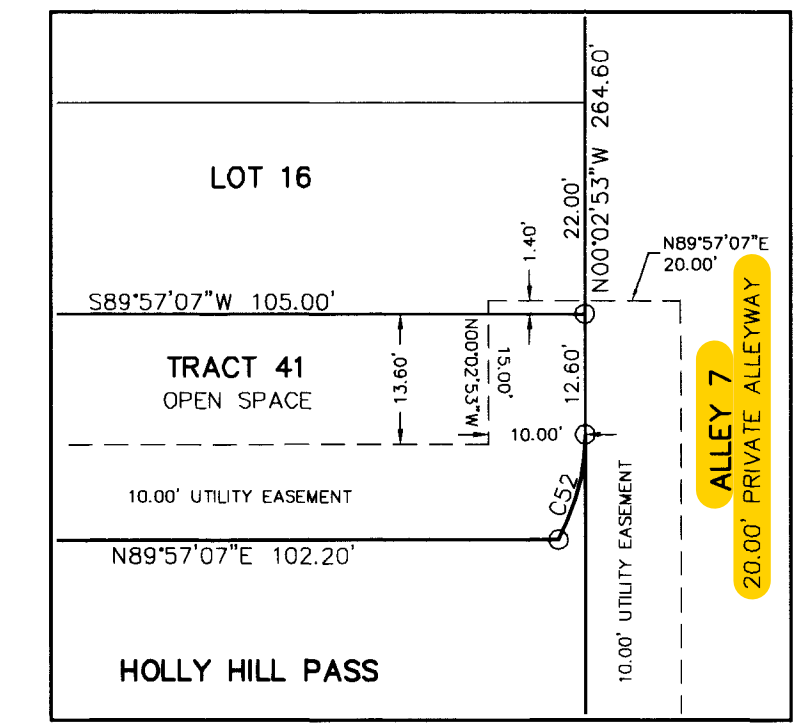 LOT 16
N00°02'53"W 264.60'
22.00'
1.40'
N89°57'07"E
20.00'
S89°57'07"W 105.00'
TRACT 41
OPEN SPACE
13.60'
N00°02'53"W
15.00'
12.60'
10.00'
ALLEY 7
20.00' PRIVATE ALLEYWAY
10.00' UTILITY EASEMENT
C52
10.00' UTILITY EASEMENT
N89°57'07"E 102.20'
HOLLY HILL PASS